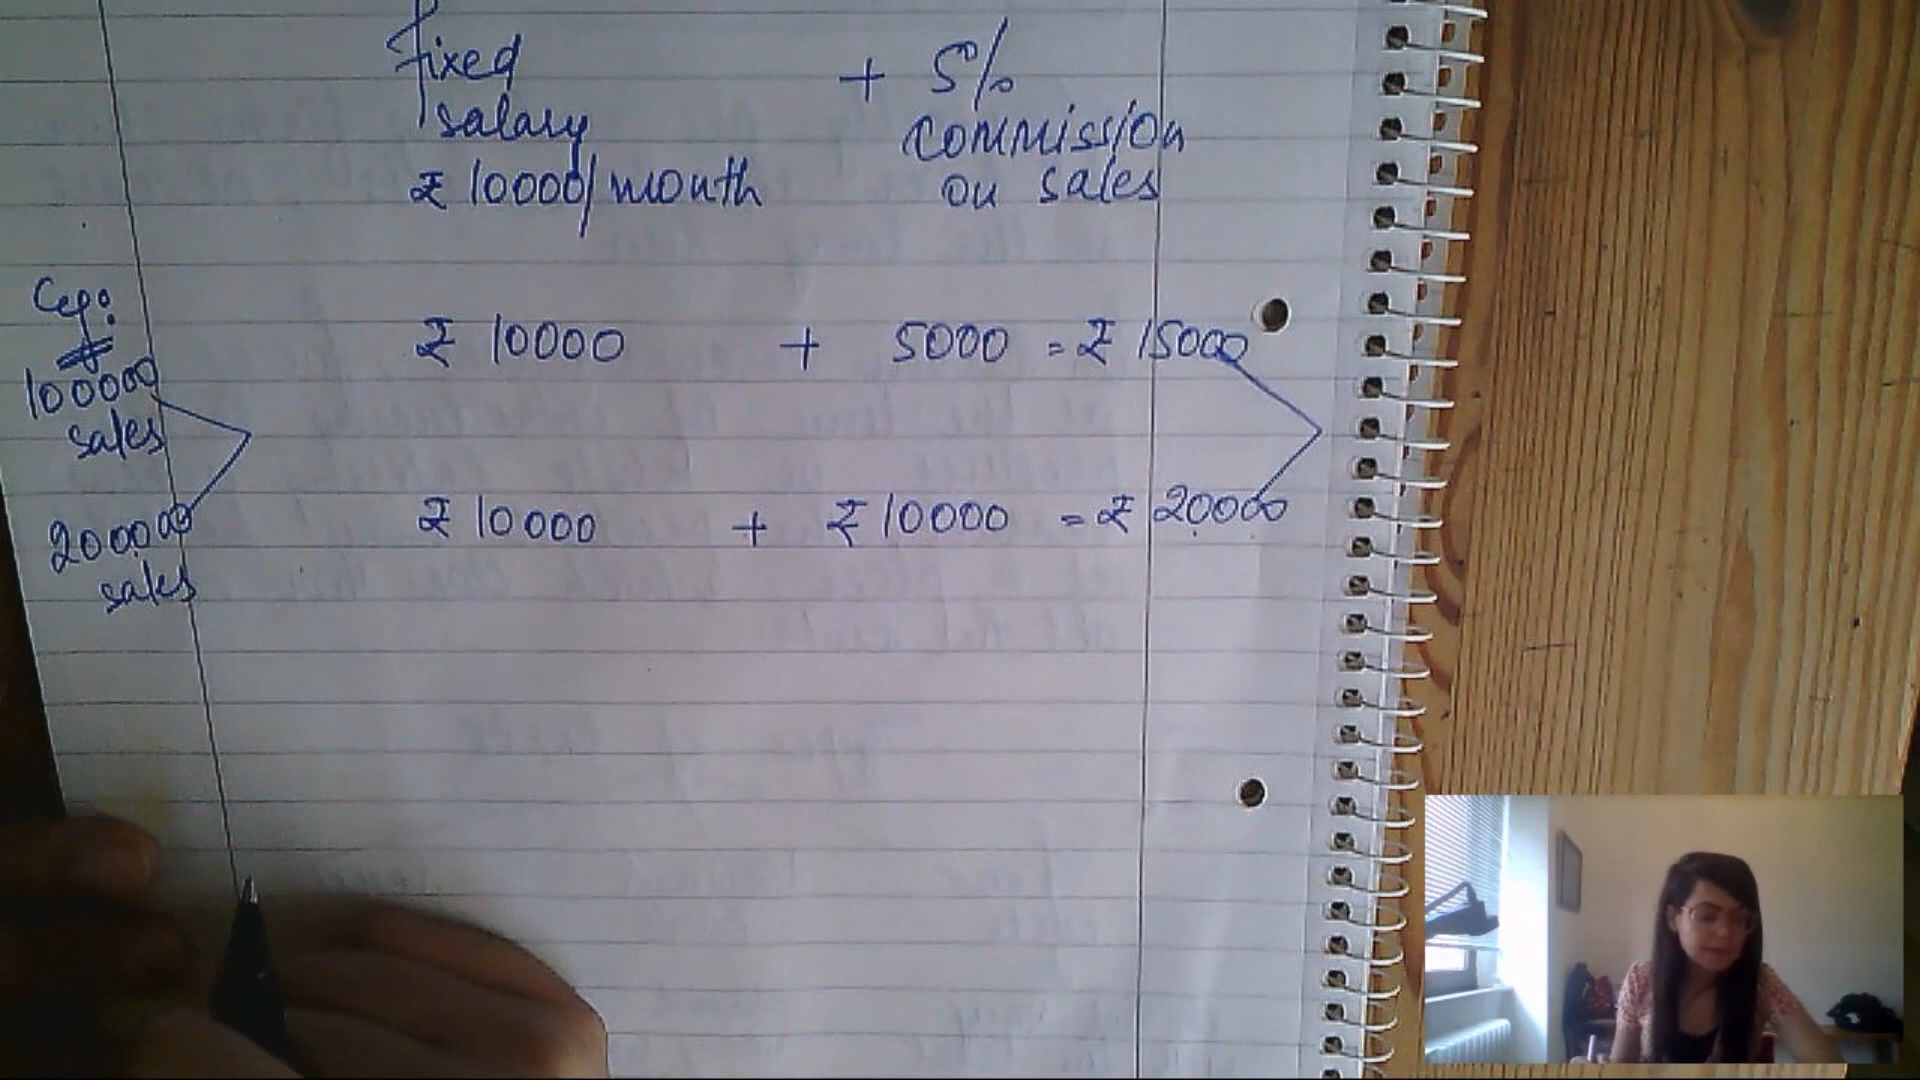 fixed + 5%
salary commission
₹ 10000/month on sales
eg:
₹ 10000 + 5000 = ₹ 15000
100000
sales
₹ 10000 + ₹ 10000 = ₹ 20000
200000
sales